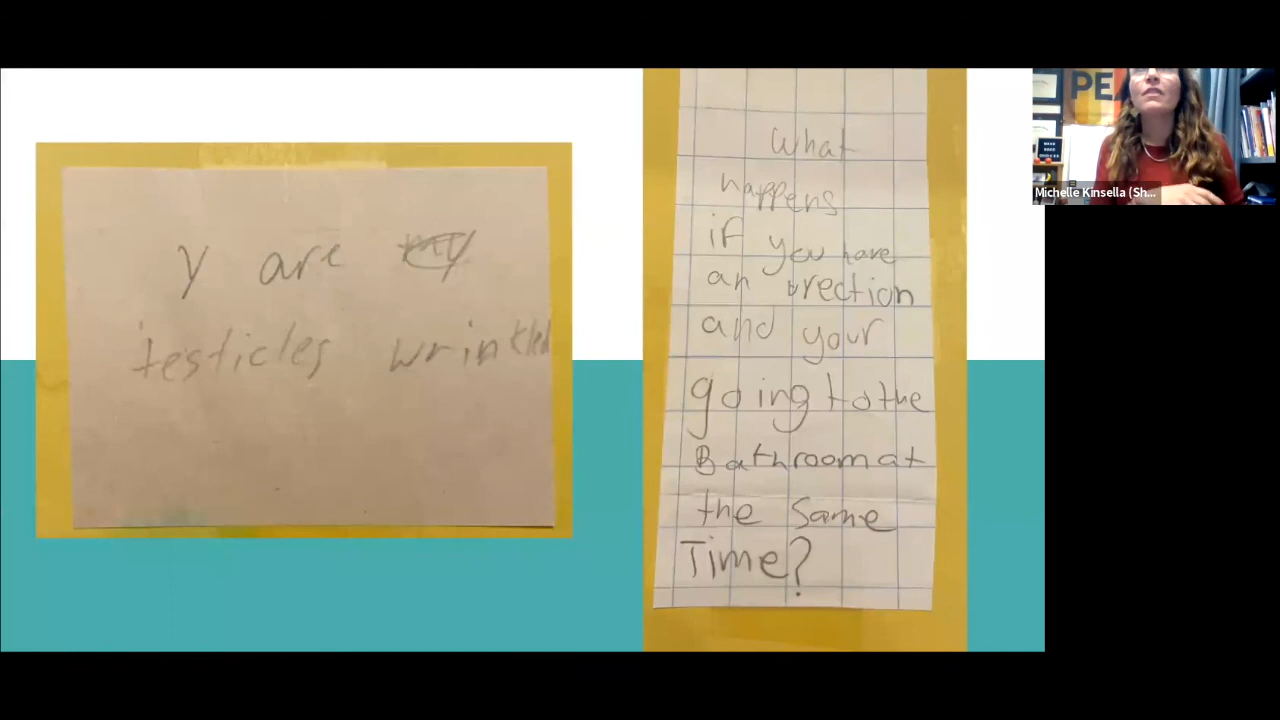 y are
testicles wrinkled
What
happens
if you have
an erection
and your
going to the
Bathroom at
the same
Time?
PEA
Michelle Kinsella (Sh...